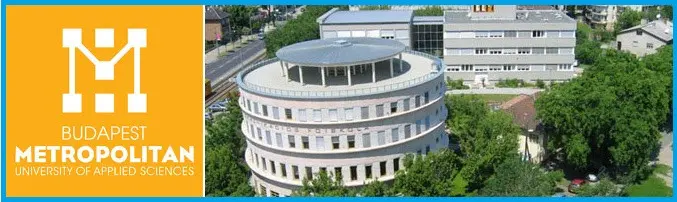 BUDAPEST
METROPOLITAN
UNIVERSITY OF APPLIED SCIENCES